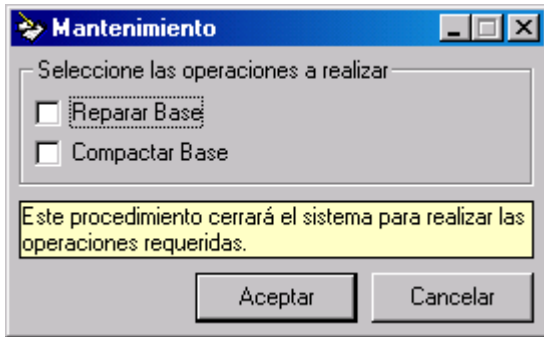 Mantenimiento
Seleccione las operaciones a realizar
Reparar Base
Compactar Base
Este procedimiento cerrará el sistema para realizar las
operaciones requeridas.
Aceptar
Cancelar